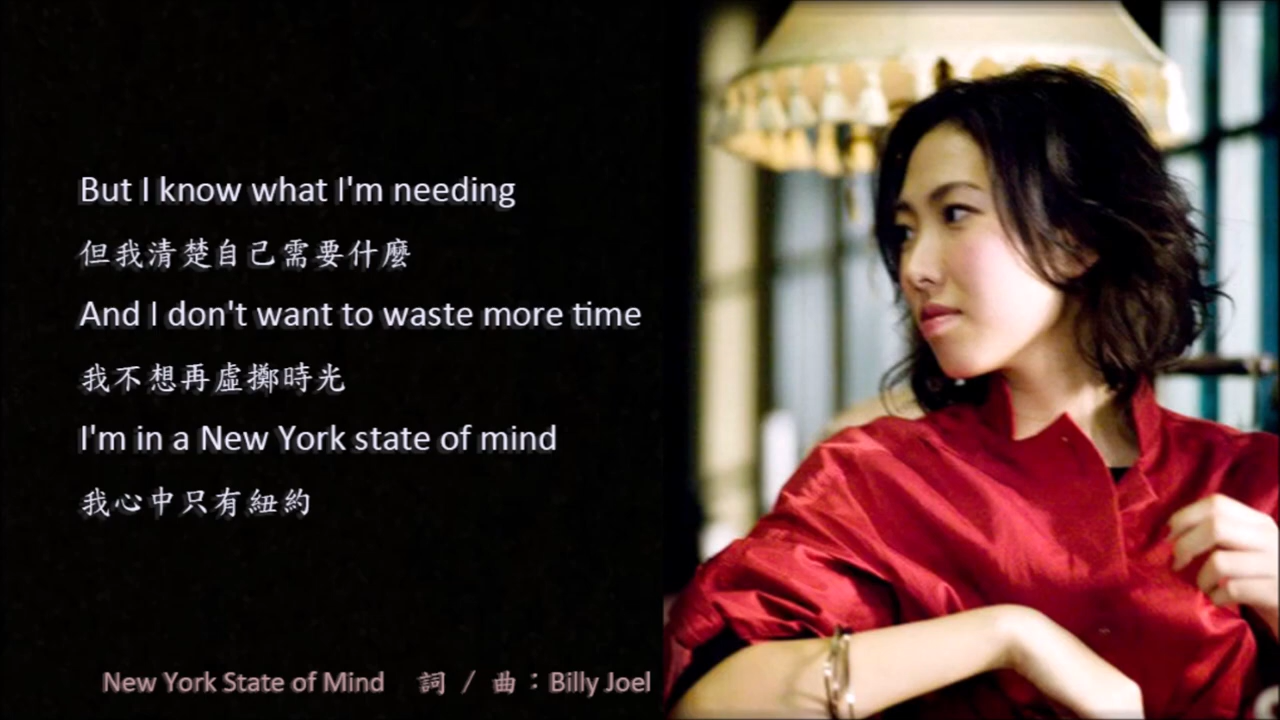 But I know what I'm needing
但我清楚自己需要什麼
And I don't want to waste more time
我不想再虛擲時光
I'm in a New York state of mind
我心中只有紐約
New York State of Mind 詞 / 曲：Billy Joel